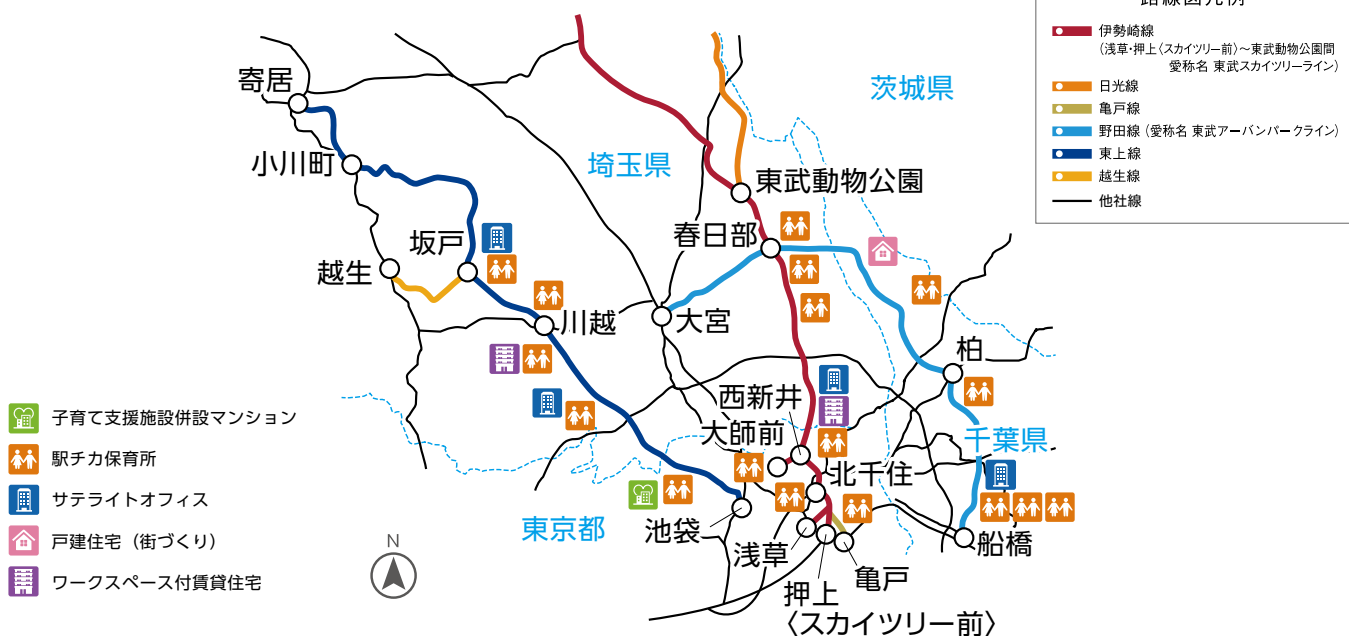 路線図凡例
伊勢崎線
(浅草・押上〈スカイツリー前〉～東武動物公園間
愛称名 東武スカイツリーライン)
日光線
亀戸線
野田線 (愛称名 東武アーバンパークライン)
東上線
越生線
他社線
茨城県
寄居
埼玉県
小川町
東武動物公園
春日部
坂戸
越生
川越
大宮
柏
西新井
大師前
千葉県
北千住
東京都
池袋
浅草
船橋
押上
〈スカイツリー前〉
亀戸
子育て支援施設併設マンション
駅チカ保育所
サテライトオフィス
戸建住宅（街づくり）
ワークスペース付賃貸住宅
N